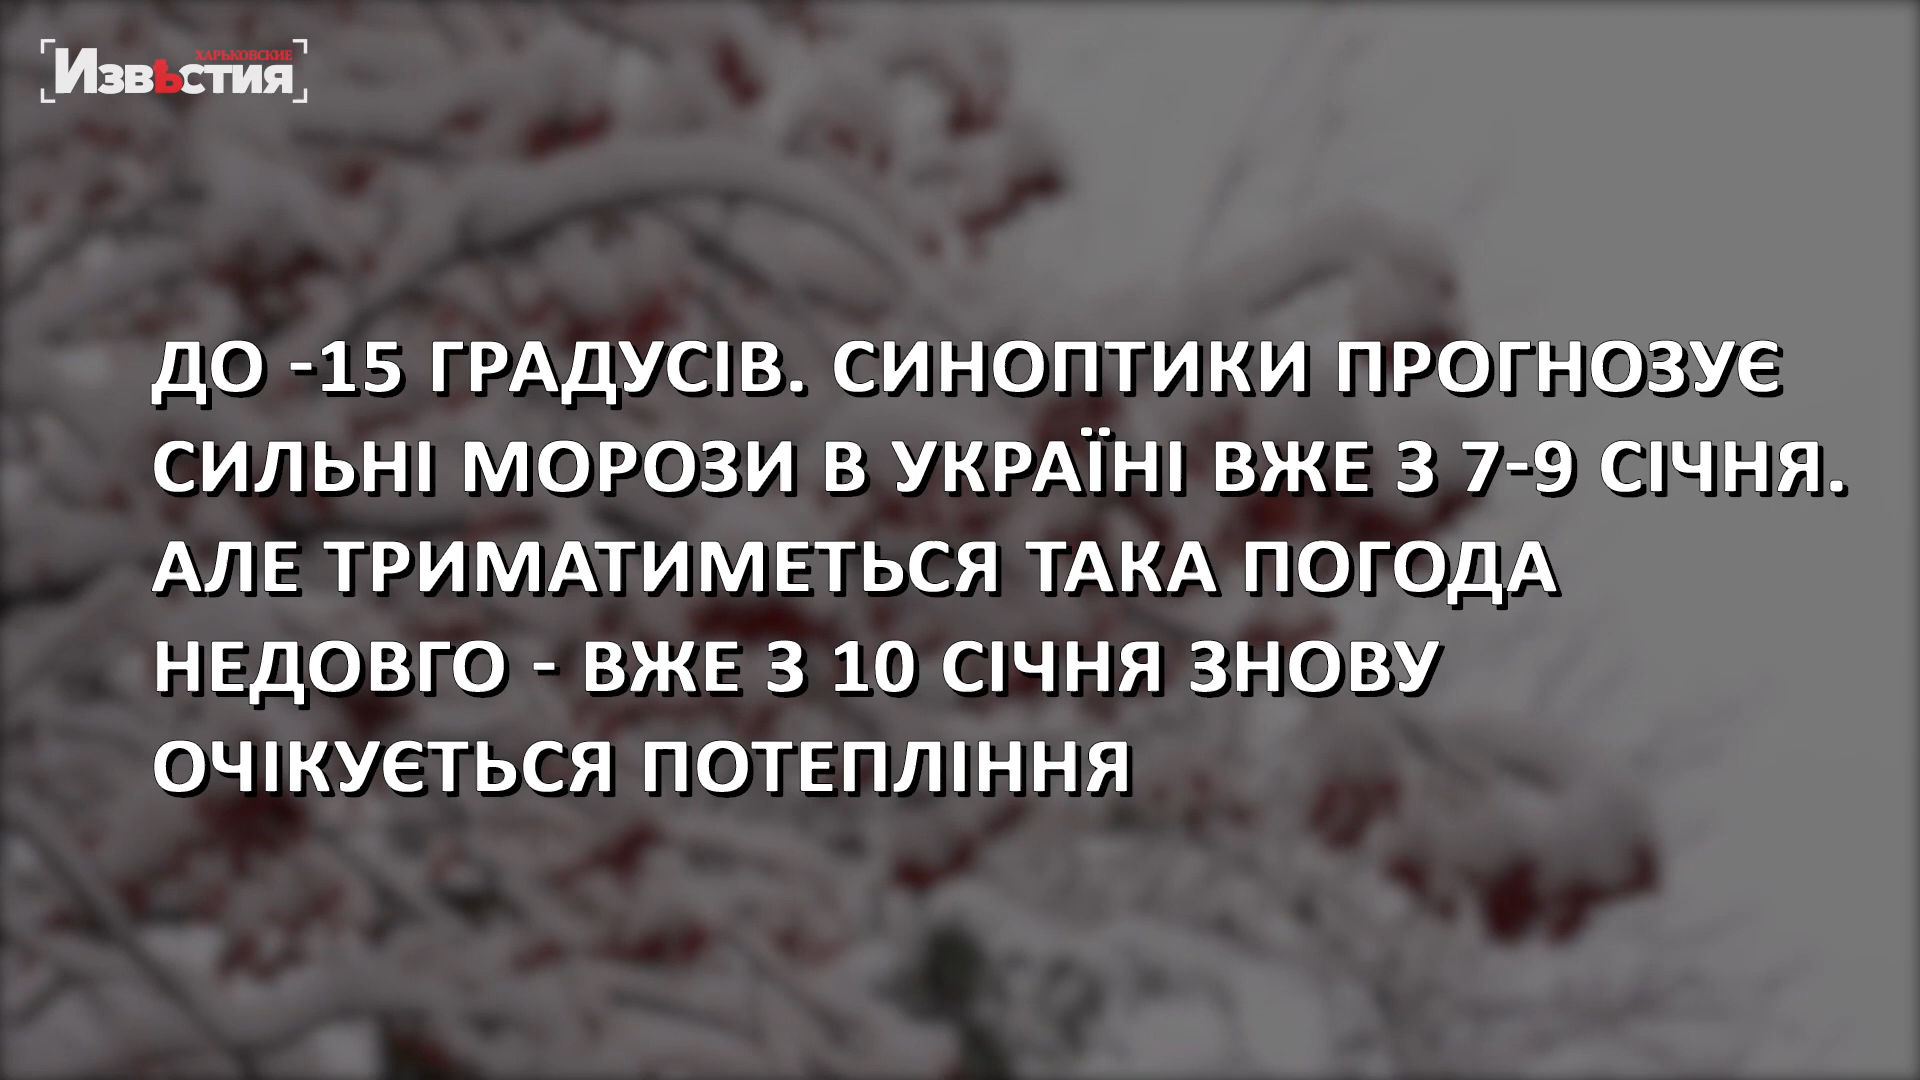 ХАРЬКОВСКИЕ
ИзвѢстия
ДО -15 ГРАДУСІВ. СИНОПТИКИ ПРОГНОЗУЄ
СИЛЬНІ МОРОЗИ В УКРАЇНІ ВЖЕ З 7-9 СІЧНЯ.
АЛЕ ТРИМАТИМЕТЬСЯ ТАКА ПОГОДА
НЕДОВГО - ВЖЕ З 10 СІЧНЯ ЗНОВУ
ОЧІКУЄТЬСЯ ПОТЕПЛІННЯ